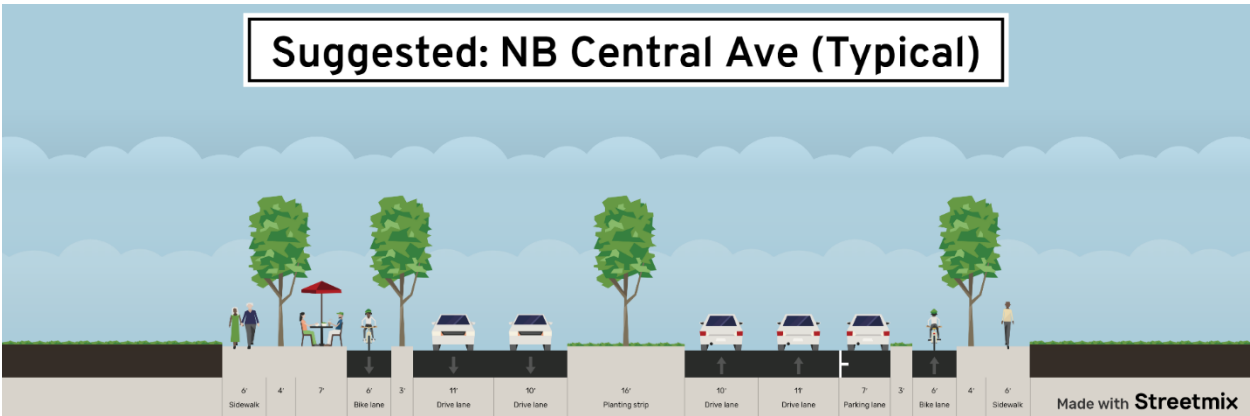 Suggested: NB Central Ave (Typical)
6' 4' 7' 6' 3' 11' 10' 16' 10' 11' 7' 3' 6' 4' 6'
Sidewalk Bike lane Drive lane Drive lane Planting strip Drive lane Drive lane Parking lane Bike lane Sidewalk
Made with Streetmix